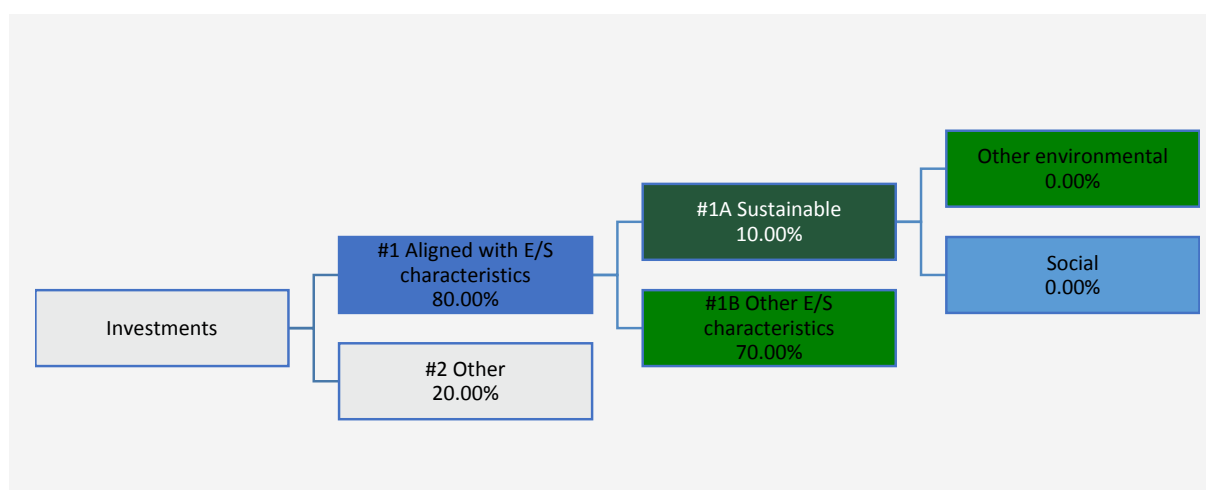 Investments
#1 Aligned with E/S
characteristics
80.00%
#2 Other
20.00%
#1A Sustainable
10.00%
#1B Other E/S
characteristics
70.00%
Other environmental
0.00%
Social
0.00%